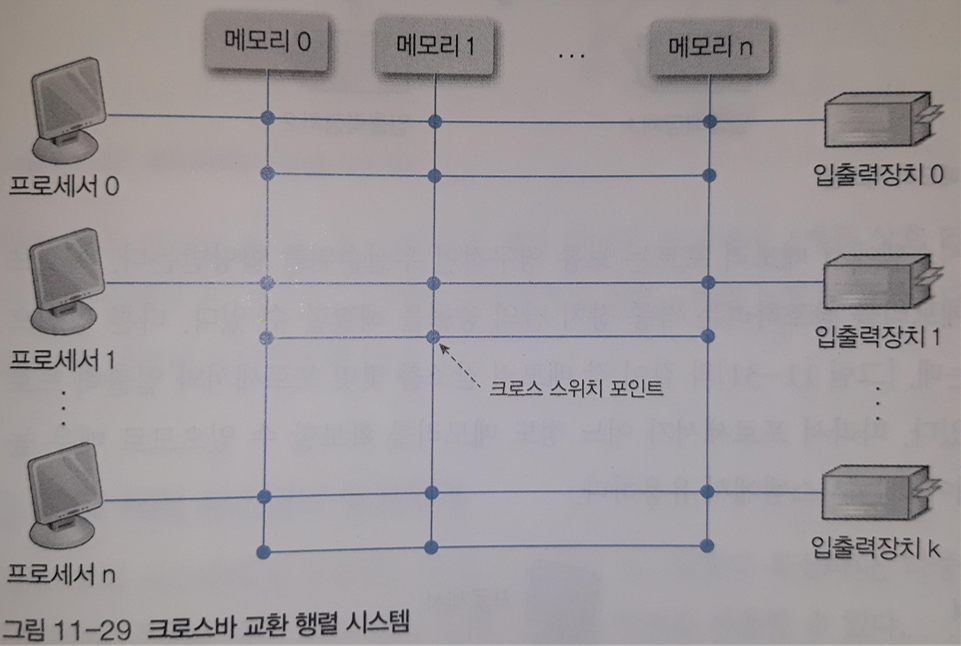 메모리 0
메모리 1
...
메모리 n
프로세서 0
입출력장치 0
프로세서 1
입출력장치 1
크로스 스위치 포인트
프로세서 n
입출력장치 k
그림 11-29 크로스바 교환 행렬 시스템